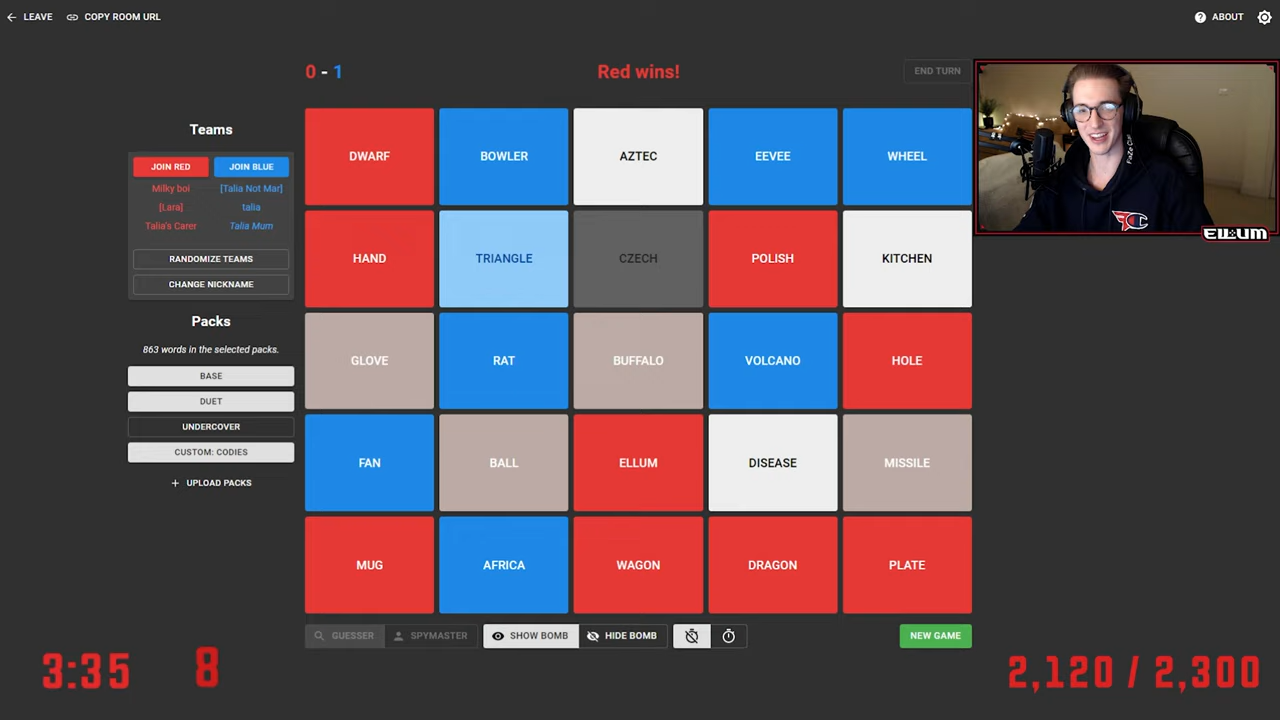 LEAVE
COPY ROOM URL
ABOUT
0 - 1
Red wins!
END TURN
Teams
JOIN RED
JOIN BLUE
Milky boi
[Talia Not Mar]
[Lara]
talia
Talia's Carer
Talia Mum
RANDOMIZE TEAMS
CHANGE NICKNAME
Packs
863 words in the selected packs.
BASE
DUET
UNDERCOVER
CUSTOM: CODIES
+ UPLOAD PACKS
DWARF
BOWLER
AZTEC
EEVEE
WHEEL
HAND
TRIANGLE
CZECH
POLISH
KITCHEN
GLOVE
RAT
BUFFALO
VOLCANO
HOLE
FAN
BALL
ELLUM
DISEASE
MISSILE
MUG
AFRICA
WAGON
DRAGON
PLATE
GUESSER
SPYMASTER
SHOW BOMB
HIDE BOMB
NEW GAME
FaZe Clan
ELLUM
3:35
8
2,120 / 2,300